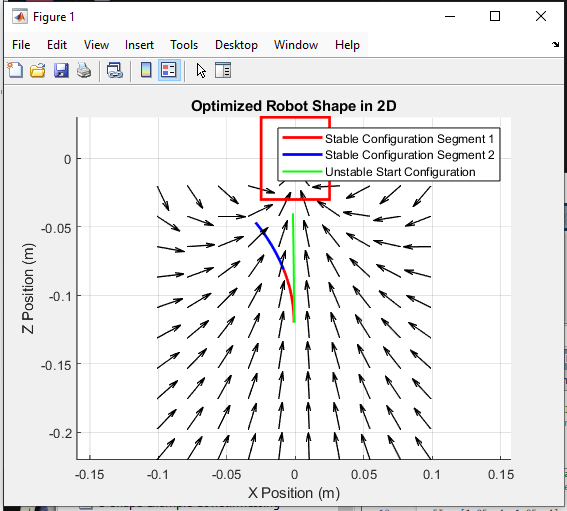 Figure 1
File Edit View Insert Tools Desktop Window Help
Optimized Robot Shape in 2D
Stable Configuration Segment 1
Stable Configuration Segment 2
Unstable Start Configuration
0
-0.05
-0.1
-0.15
-0.2
Z Position (m)
-0.15 -0.1 -0.05 0 0.05 0.1 0.15
X Position (m)